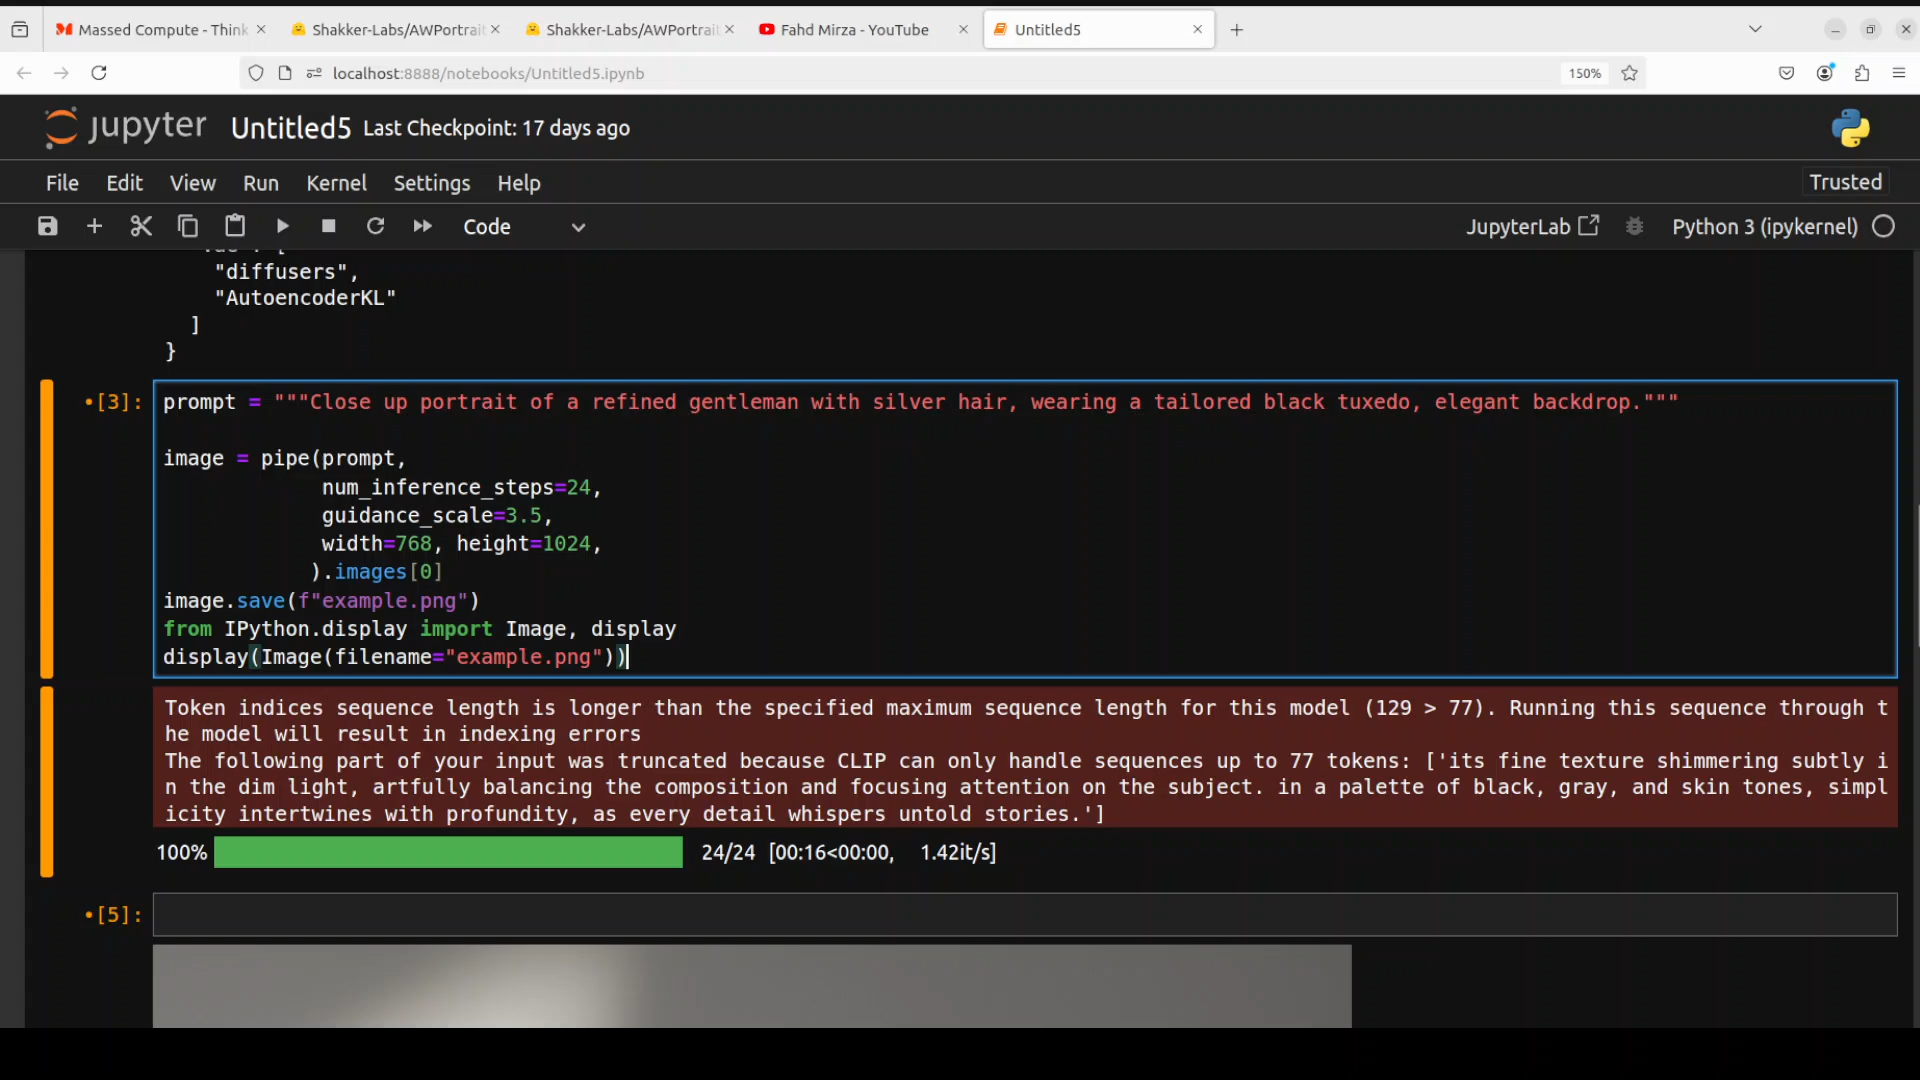 Massed Compute - Think
Shakker-Labs/AWPortrait
Shakker-Labs/AWPortrait
Fahd Mirza - YouTube
Untitled5
localhost:8888/notebooks/Untitled5.ipynb
150%
jupyter Untitled5 Last Checkpoint: 17 days ago
File Edit View Run Kernel Settings Help
Trusted
Code
JupyterLab
Python 3 (ipykernel)
"diffusers",
"AutoencoderKL"
]
}
•[3]:
prompt = """Close up portrait of a refined gentleman with silver hair, wearing a tailored black tuxedo, elegant backdrop."""
image = pipe(prompt,
num_inference_steps=24,
guidance_scale=3.5,
width=768, height=1024,
).images[0]
image.save(f"example.png")
from IPython.display import Image, display
display(Image(filename="example.png"))
Token indices sequence length is longer than the specified maximum sequence length for this model (129 > 77). Running this sequence through t
he model will result in indexing errors
The following part of your input was truncated because CLIP can only handle sequences up to 77 tokens: ['its fine texture shimmering subtly i
n the dim light, artfully balancing the composition and focusing attention on the subject. in a palette of black, gray, and skin tones, simpl
icity intertwines with profundity, as every detail whispers untold stories.']
100% 24/24 [00:16<00:00, 1.42it/s]
•[5]: